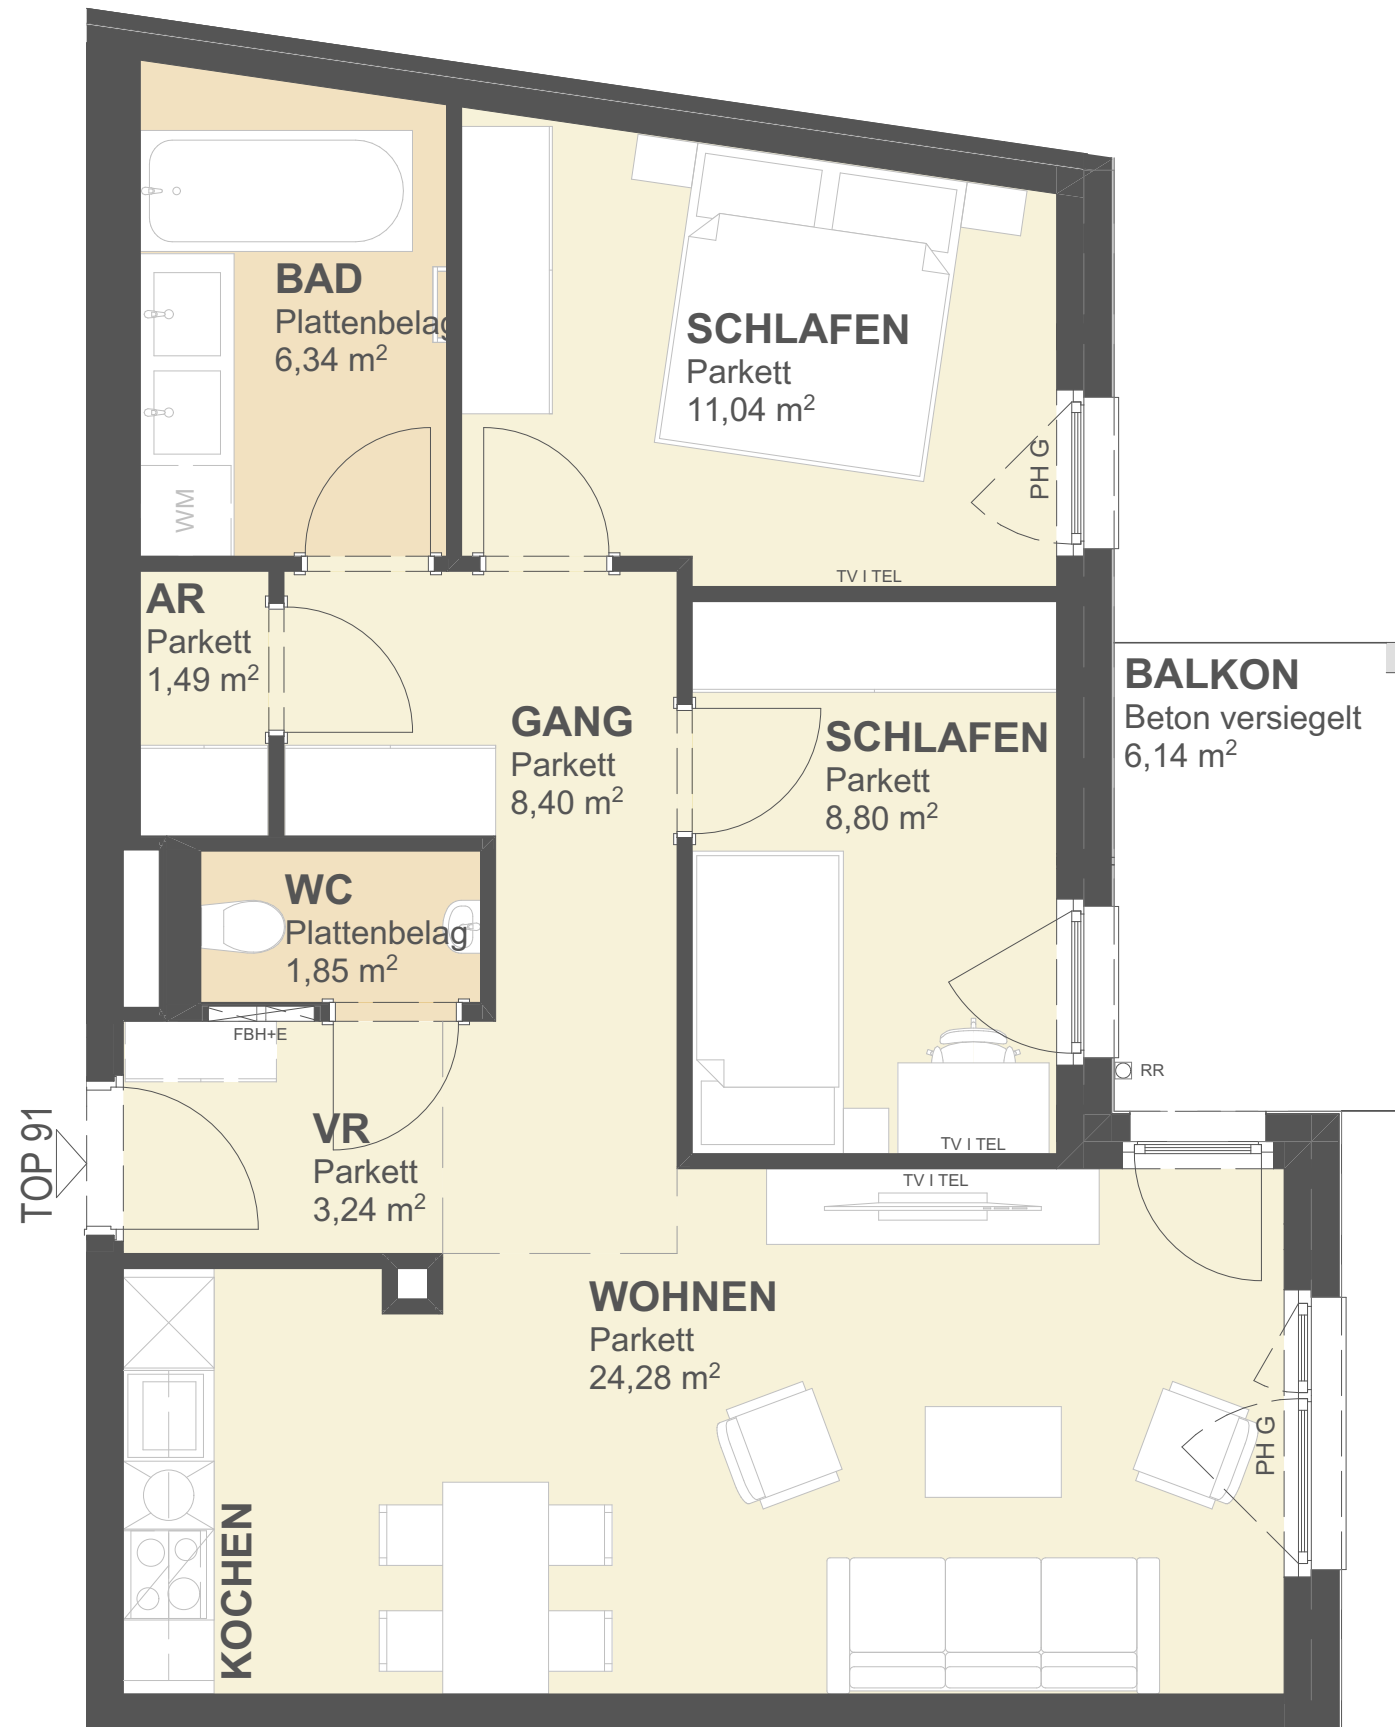 BAD
Plattenbelag
6,34 m²
SCHLAFEN
Parkett
11,04 m²
PH G
WM
TV I TEL
AR
Parkett
1,49 m²
GANG
Parkett
8,40 m²
SCHLAFEN
Parkett
8,80 m²
BALKON
Beton versiegelt
6,14 m²
WC
Plattenbelag
1,85 m²
FBH+E
RR
TOP 91
VR
Parkett
3,24 m²
TV I TEL
TV I TEL
WOHNEN
Parkett
24,28 m²
PH G
KOCHEN